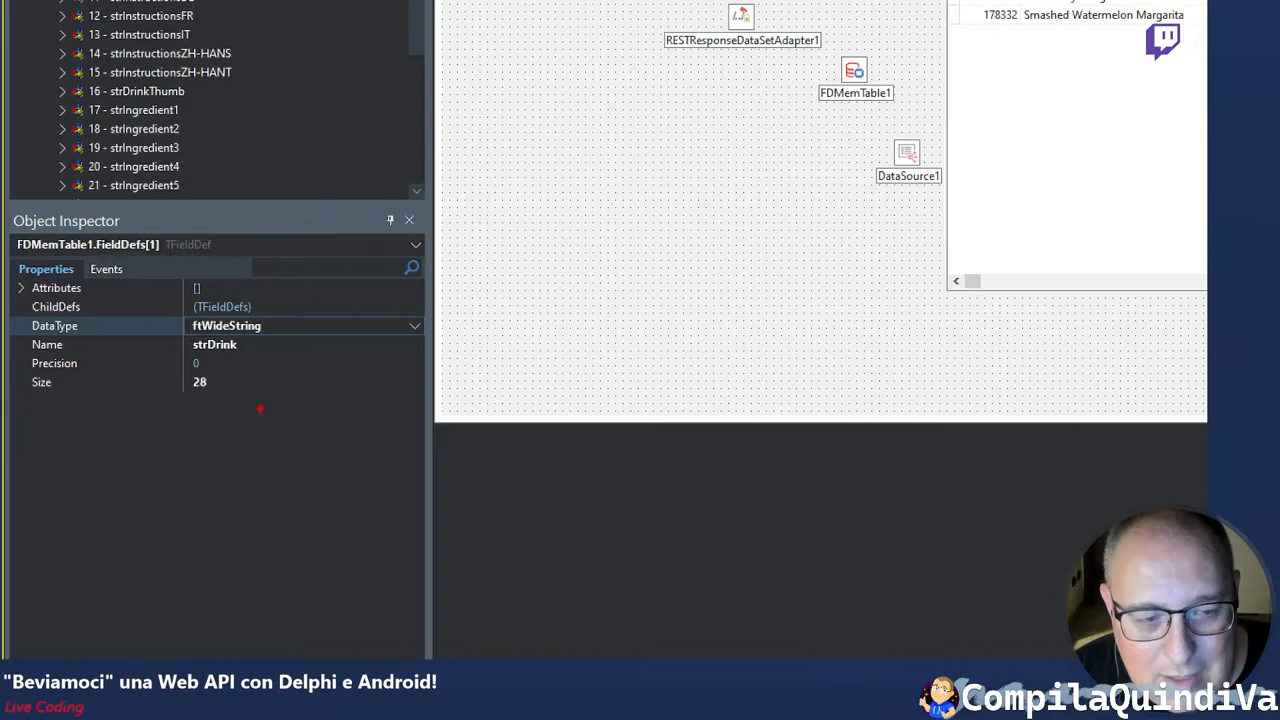 12 - strInstructionsFR
13 - strInstructionsIT
14 - strInstructionsZH-HANS
15 - strInstructionsZH-HANT
16 - strDrinkThumb
17 - strIngredient1
18 - strIngredient2
19 - strIngredient3
20 - strIngredient4
21 - strIngredient5
Object Inspector
FDMemTable1.FieldDefs[1] TFieldDef
Properties Events
Attributes []
ChildDefs (TFieldDefs)
DataType ftWideString
Name strDrink
Precision 0
Size 28
RESTResponseDataSetAdapter1
FDMemTable1
DataSource1
178332 Smashed Watermelon Margarita
"Beviamoci" una Web API con Delphi e Android!
Live Coding
CompilaQuindiVa